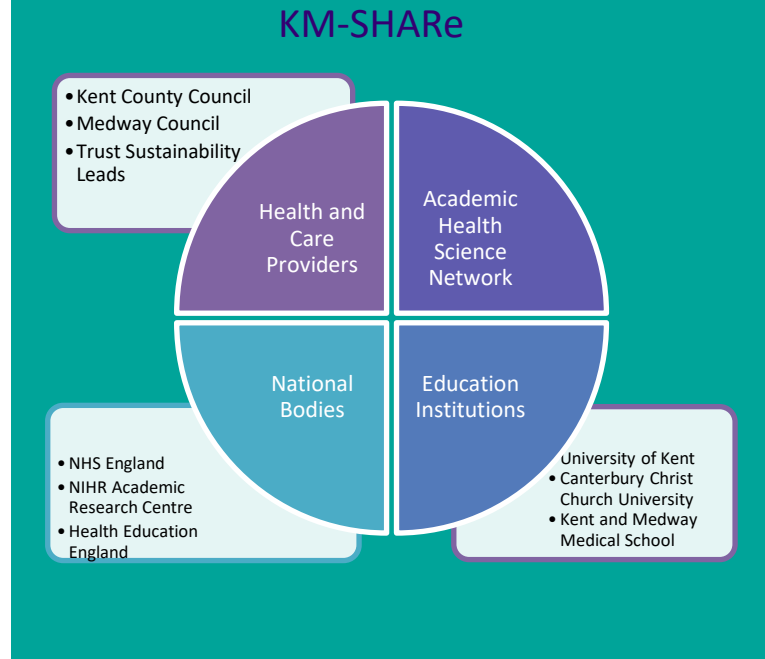 KM-SHARe
• Kent County Council
• Medway Council
• Trust Sustainability
Leads
Health and
Care
Providers
Academic
Health
Science
Network
National
Bodies
Education
Institutions
• NHS England
• NIHR Academic
Research Centre
• Health Education
England
University of Kent
• Canterbury Christ
Church University
• Kent and Medway
Medical School